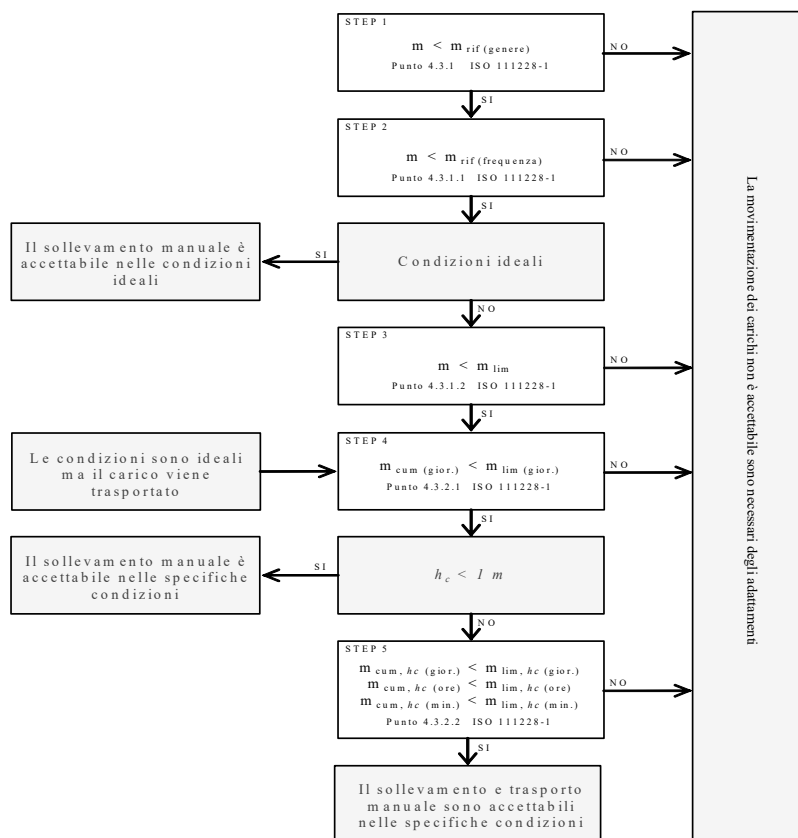 STEP 1
m < m rif (genere)
Punto 4.3.1 ISO 111228-1
NO
SI
STEP 2
m < m rif (frequenza)
Punto 4.3.1.1 ISO 111228-1
NO
SI
Il sollevamento manuale è
accettabile nelle condizioni
ideali
SI
Condizioni ideali
NO
STEP 3
m < m lim
Punto 4.3.1.2 ISO 111228-1
NO
SI
Le condizioni sono ideali
ma il carico viene
trasportato
STEP 4
m cum (gior.) < m lim (gior.)
Punto 4.3.2.1 ISO 111228-1
NO
SI
Il sollevamento manuale è
accettabile nelle specifiche
condizioni
SI
hc < 1 m
NO
STEP 5
m cum, hc (gior.) < m lim, hc (gior.)
m cum, hc (ore) < m lim, hc (ore)
m cum, hc (min.) < m lim, hc (min.)
Punto 4.3.2.2 ISO 111228-1
NO
SI
Il sollevamento e trasporto
manuale sono accettabili
nelle specifiche condizioni
La movimentazione dei carichi non è accettabile sono necessari degli adattamenti